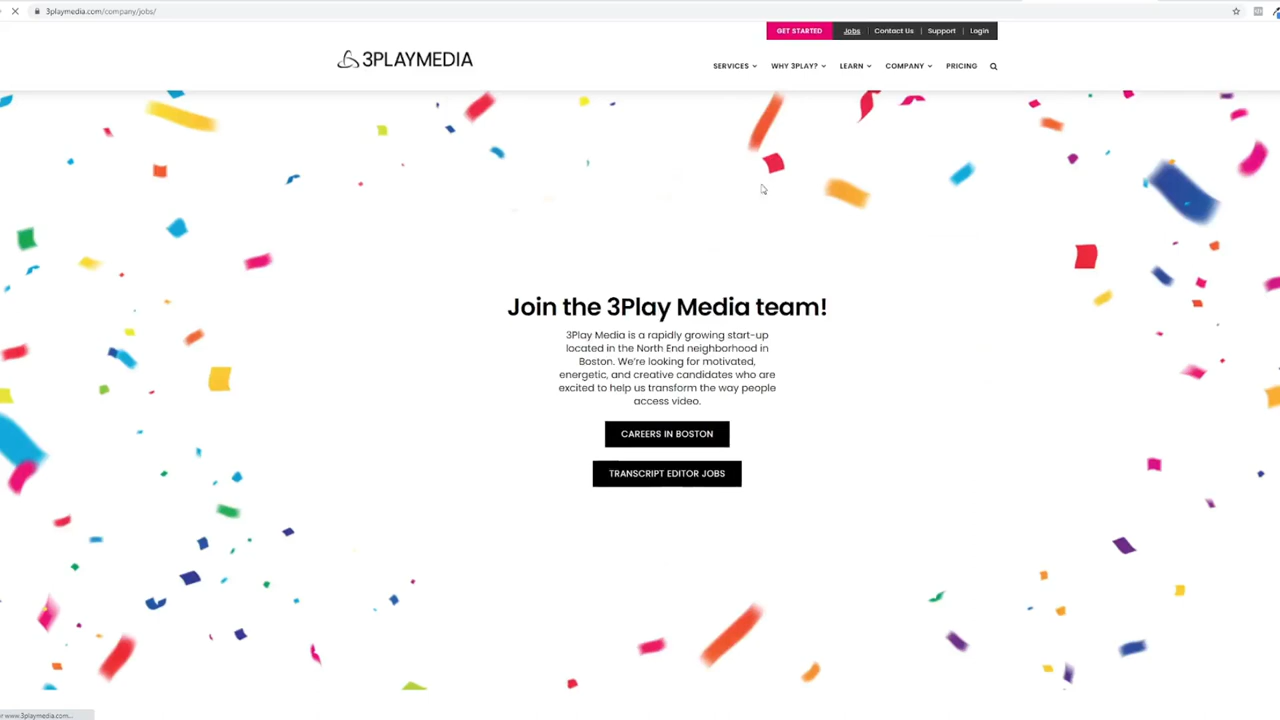 3playmedia.com/company/jobs/
GET STARTED Jobs Contact Us Support Login
3PLAYMEDIA
SERVICES WHY 3PLAY? LEARN COMPANY PRICING
Join the 3Play Media team!
3Play Media is a rapidly growing start-up
located in the North End neighborhood in
Boston. We're looking for motivated,
energetic, and creative candidates who are
excited to help us transform the way people
access video.
CAREERS IN BOSTON
TRANSCRIPT EDITOR JOBS
www.3playmedia.com...